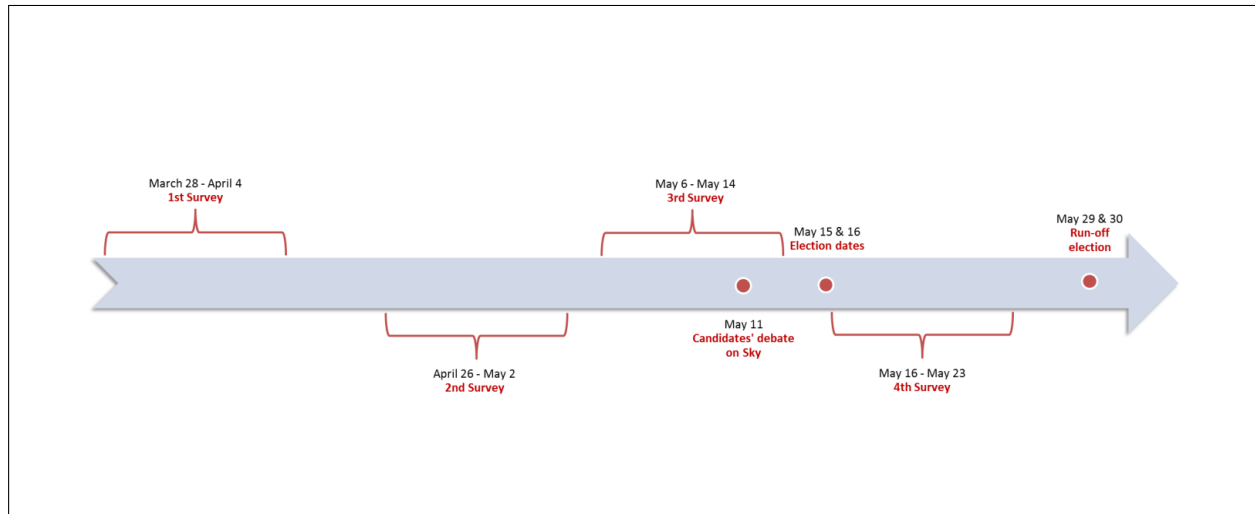 March 28 - April 4
1st Survey
May 6 - May 14
3rd Survey
May 15 & 16
Election dates
May 29 & 30
Run-off
election
May 11
Candidates' debate
on Sky
April 26 - May 2
2nd Survey
May 16 - May 23
4th Survey